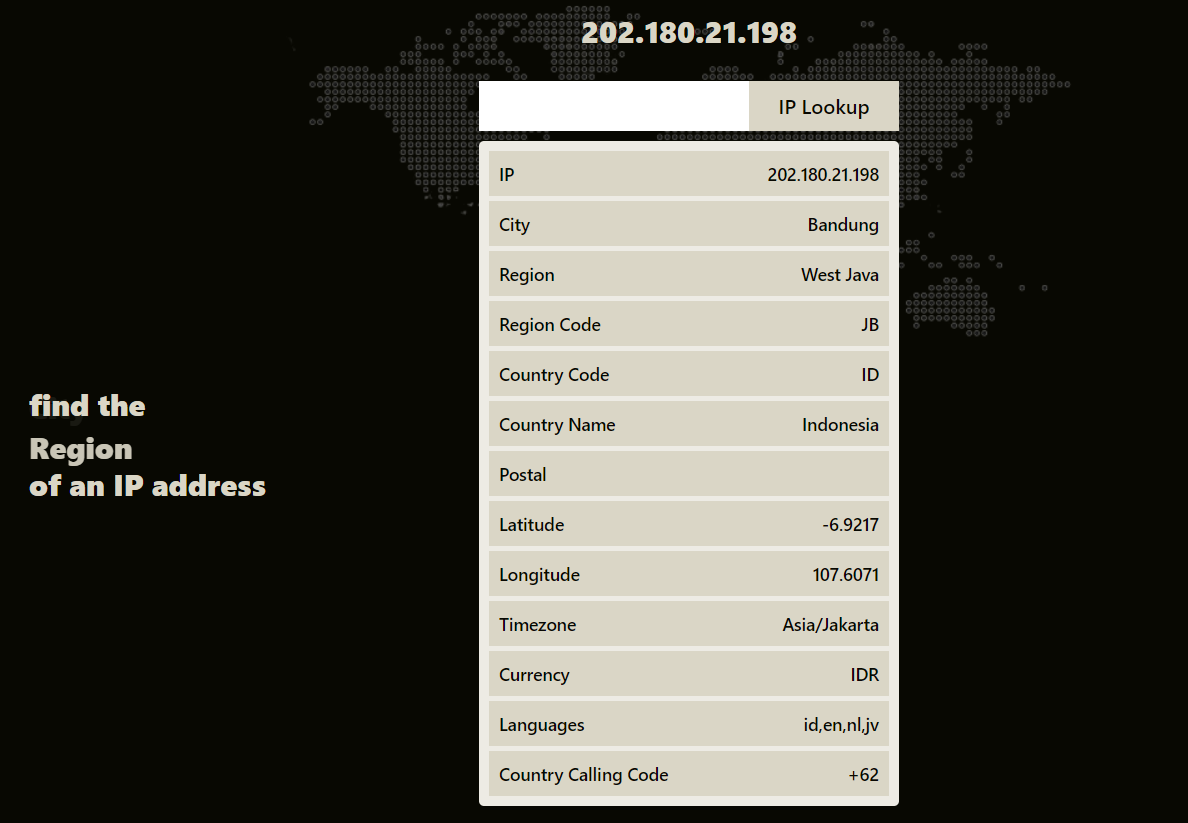 202.180.21.198
IP Lookup
IP 202.180.21.198
City Bandung
Region West Java
Region Code JB
Country Code ID
Country Name Indonesia
Postal
Latitude -6.9217
Longitude 107.6071
Timezone Asia/Jakarta
Currency IDR
Languages id,en,nl,jv
Country Calling Code +62
find the
Region
of an IP address